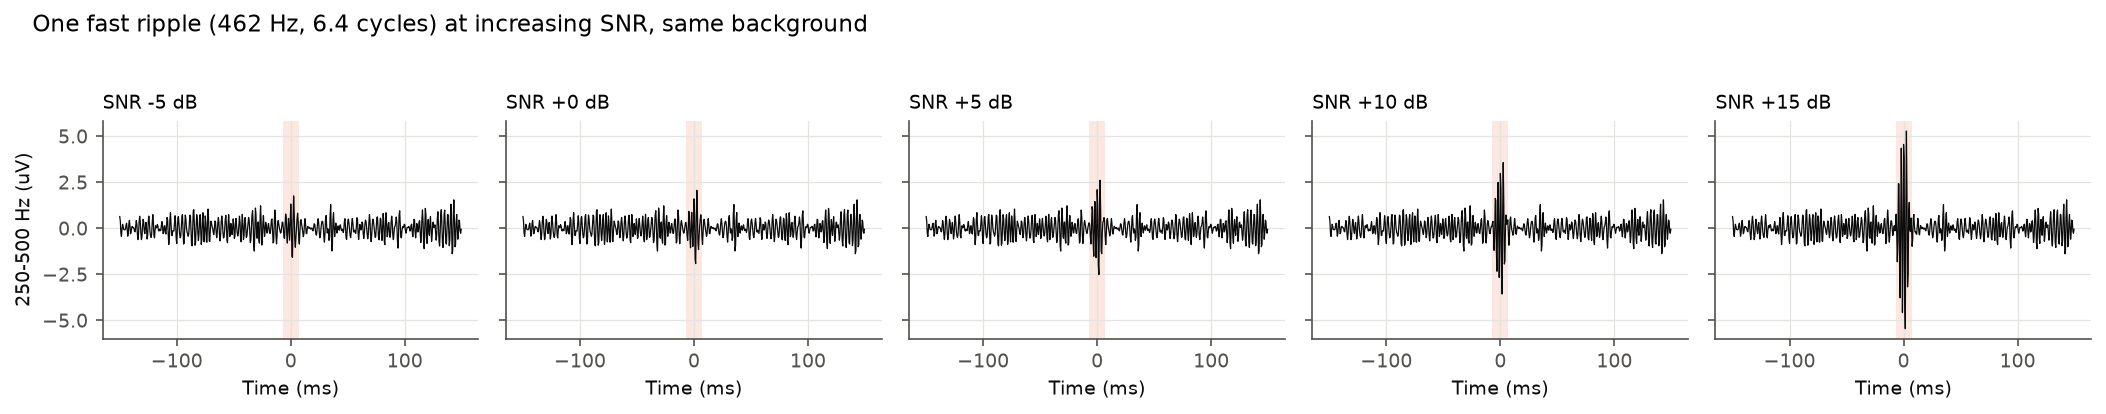 One fast ripple (462 Hz, 6.4 cycles) at increasing SNR, same background
SNR -5 dB
SNR +0 dB
SNR +5 dB
SNR +10 dB
SNR +15 dB
250-500 Hz (uV)
5.0
2.5
0.0
−2.5
−5.0
−100 0 100
−100 0 100
−100 0 100
−100 0 100
−100 0 100
Time (ms)
Time (ms)
Time (ms)
Time (ms)
Time (ms)